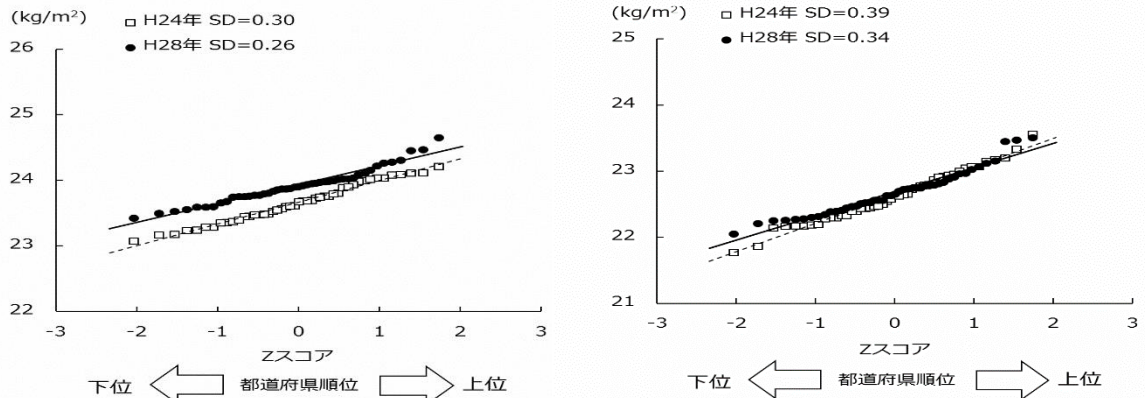 (kg/m²)
□ H24年 SD=0.30
● H28年 SD=0.26
26
25
24
23
22
-3 -2 -1 0 1 2 3
Zスコア
下位 都道府県順位 上位
(kg/m²)
□ H24年 SD=0.39
● H28年 SD=0.34
25
24
23
22
21
-3 -2 -1 0 1 2 3
Zスコア
下位 都道府県順位 上位